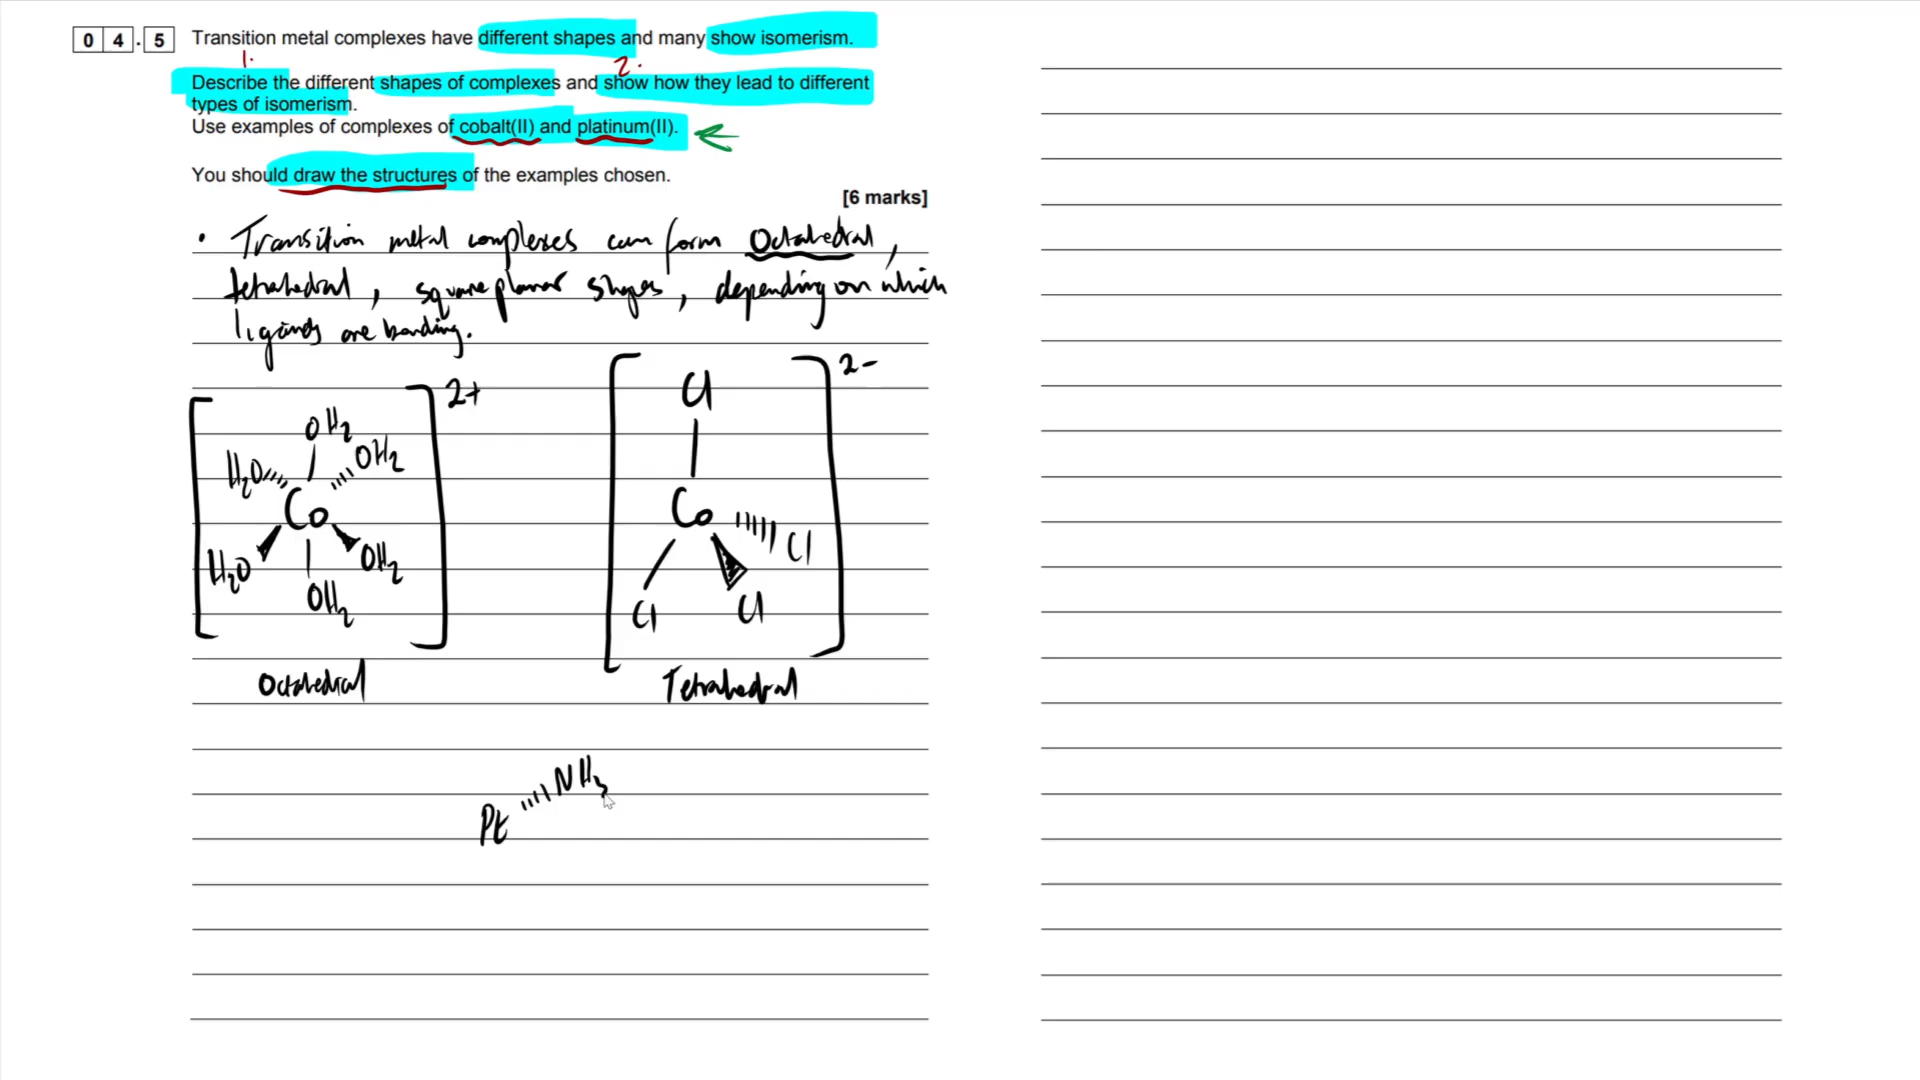 0 4 . 5 Transition metal complexes have different shapes and many show isomerism.
1. 2.
Describe the different shapes of complexes and show how they lead to different
types of isomerism.
Use examples of complexes of cobalt(II) and platinum(II).
You should draw the structures of the examples chosen.
[6 marks]
• Transition metal complexes can form Octahedral,
tetrahedral, square planar shapes, depending on which
ligands are bonding.
2+
OH2
H2O OH2
Co
H2O OH2
OH2
Octahedral
2-
Cl
Co
Cl
Cl Cl
Tetrahedral
NH3
Pt